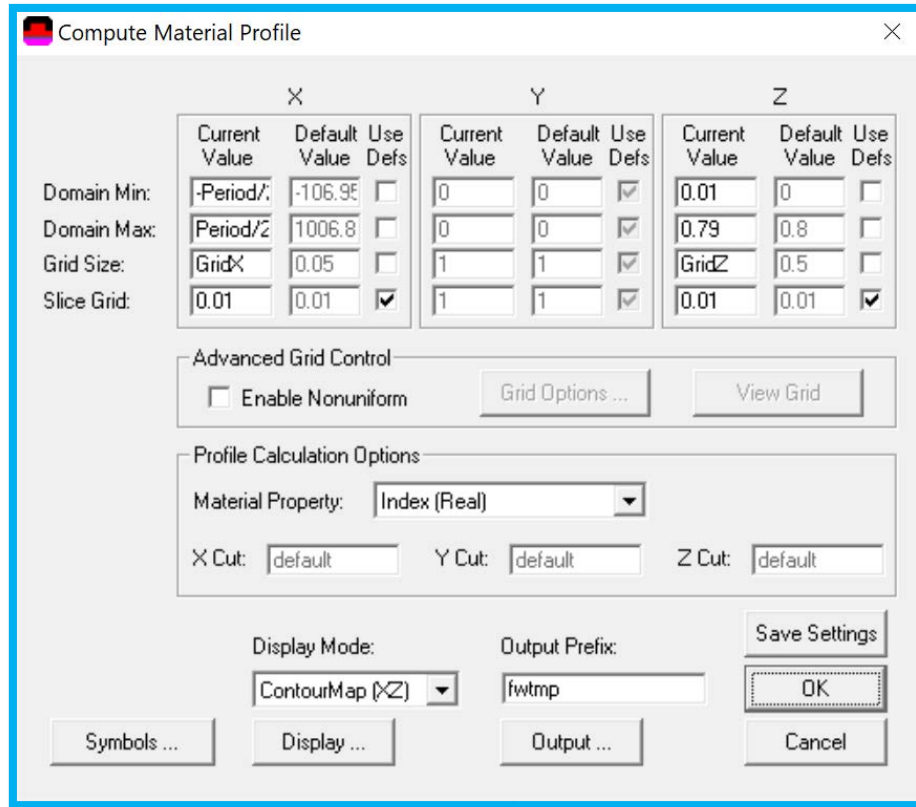 Compute Material Profile
X Y Z
Current Value Default Value Use Defs Current Value Default Value Use Defs Current Value Default Value Use Defs
Domain Min: -Period/2 -106.95 0 0 0.01 0
Domain Max: Period/2 1006.8 0 0 0.79 0.8
Grid Size: GridX 0.05 1 1 GridZ 0.5
Slice Grid: 0.01 0.01 1 1 0.01 0.01
Advanced Grid Control
Enable Nonuniform Grid Options ... View Grid
Profile Calculation Options
Material Property: Index (Real)
X Cut: default Y Cut: default Z Cut: default
Display Mode: Output Prefix: Save Settings
ContourMap (XZ) fwtmp OK
Symbols ... Display ... Output ... Cancel